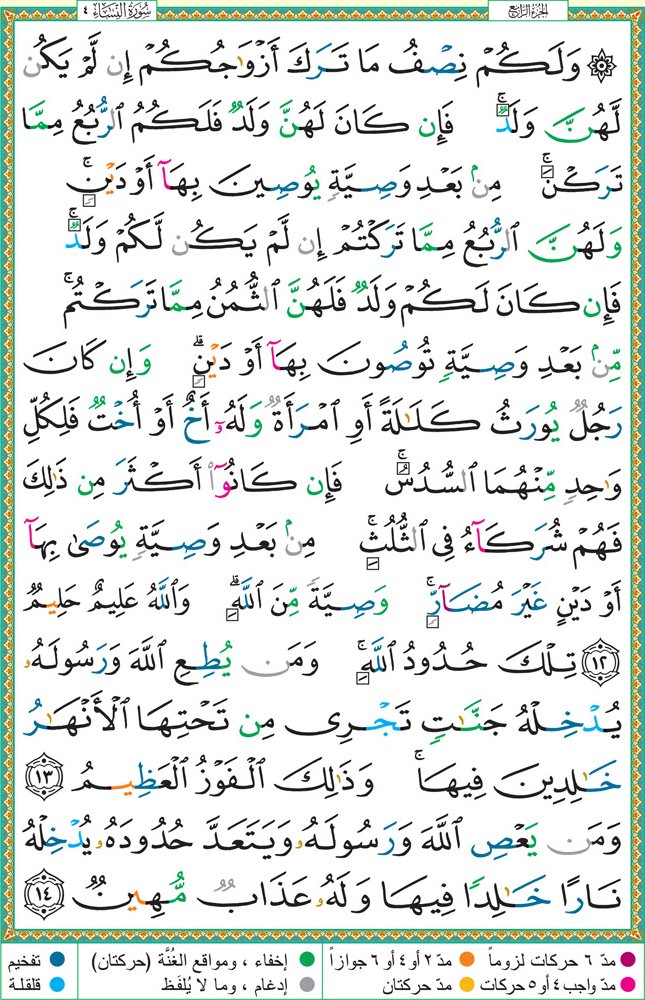 الجزء الرابع
سورة النساء ٤
۞ وَلَكُمْ نِصْفُ مَا تَرَكَ أَزْوَٰجُكُمْ إِن لَّمْ يَكُن
لَّهُنَّ وَلَدٌۚ فَإِن كَانَ لَهُنَّ وَلَدٌ فَلَكُمُ ٱلرُّبُعُ مِمَّا
تَرَكْنَۚ مِنۢ بَعْدِ وَصِيَّةٍ يُوصِينَ بِهَآ أَوْ دَيْنٍۚ
وَلَهُنَّ ٱلرُّبُعُ مِمَّا تَرَكْتُمْ إِن لَّمْ يَكُن لَّكُمْ وَلَدٌۚ
فَإِن كَانَ لَكُمْ وَلَدٌ فَلَهُنَّ ٱلثُّمُنُ مِمَّا تَرَكْتُمۚ
مِّنۢ بَعْدِ وَصِيَّةٍ تُوصُونَ بِهَآ أَوْ دَيْنٍۗ وَإِن كَانَ
رَجُلٌ يُورَثُ كَلَٰلَةً أَوِ ٱمْرَأَةٌ وَلَهُۥٓ أَخٌ أَوْ أُخْتٌ فَلِكُلِّ
وَٰحِدٍ مِّنْهُمَا ٱلسُّدُسُۚ فَإِن كَانُوٓا۟ أَكْثَرَ مِن ذَٰلِكَ
فَهُمْ شُرَكَآءُ فِى ٱلثُّلُثِۚ مِنۢ بَعْدِ وَصِيَّةٍ يُوصَىٰ بِهَآ
أَوْ دَيْنٍ غَيْرَ مُضَآرٍّۚ وَصِيَّةً مِّنَ ٱللَّهِۗ وَٱللَّهُ عَلِيمٌ حَلِيمٌ
١٢ تِلْكَ حُدُودُ ٱللَّهِۚ وَمَن يُطِعِ ٱللَّهَ وَرَسُولَهُۥ
يُدْخِلْهُ جَنَّٰتٍ تَجْرِى مِن تَحْتِهَا ٱلْأَنْهَٰرُ
خَٰلِدِينَ فِيهَاۚ وَذَٰلِكَ ٱلْفَوْزُ ٱلْعَظِيمُ ١٣
وَمَن يَعْصِ ٱللَّهَ وَرَسُولَهُۥ وَيَتَعَدَّ حُدُودَهُۥ يُدْخِلْهُ
نَارًا خَٰلِدًا فِيهَا وَلَهُۥ عَذَابٌ مُّهِينٌ ١٤
مدّ ٦ حركات لزوماً مدّ ٢ أو ٤ أو ٦ جوازاً إخفاء ، ومواقع الغُنَّة (حركتان) تفخيم
مدّ واجب ٤ أو ٥ حركات مدّ حركتان إدغام ، وما لا يُلفَظ قلقلة